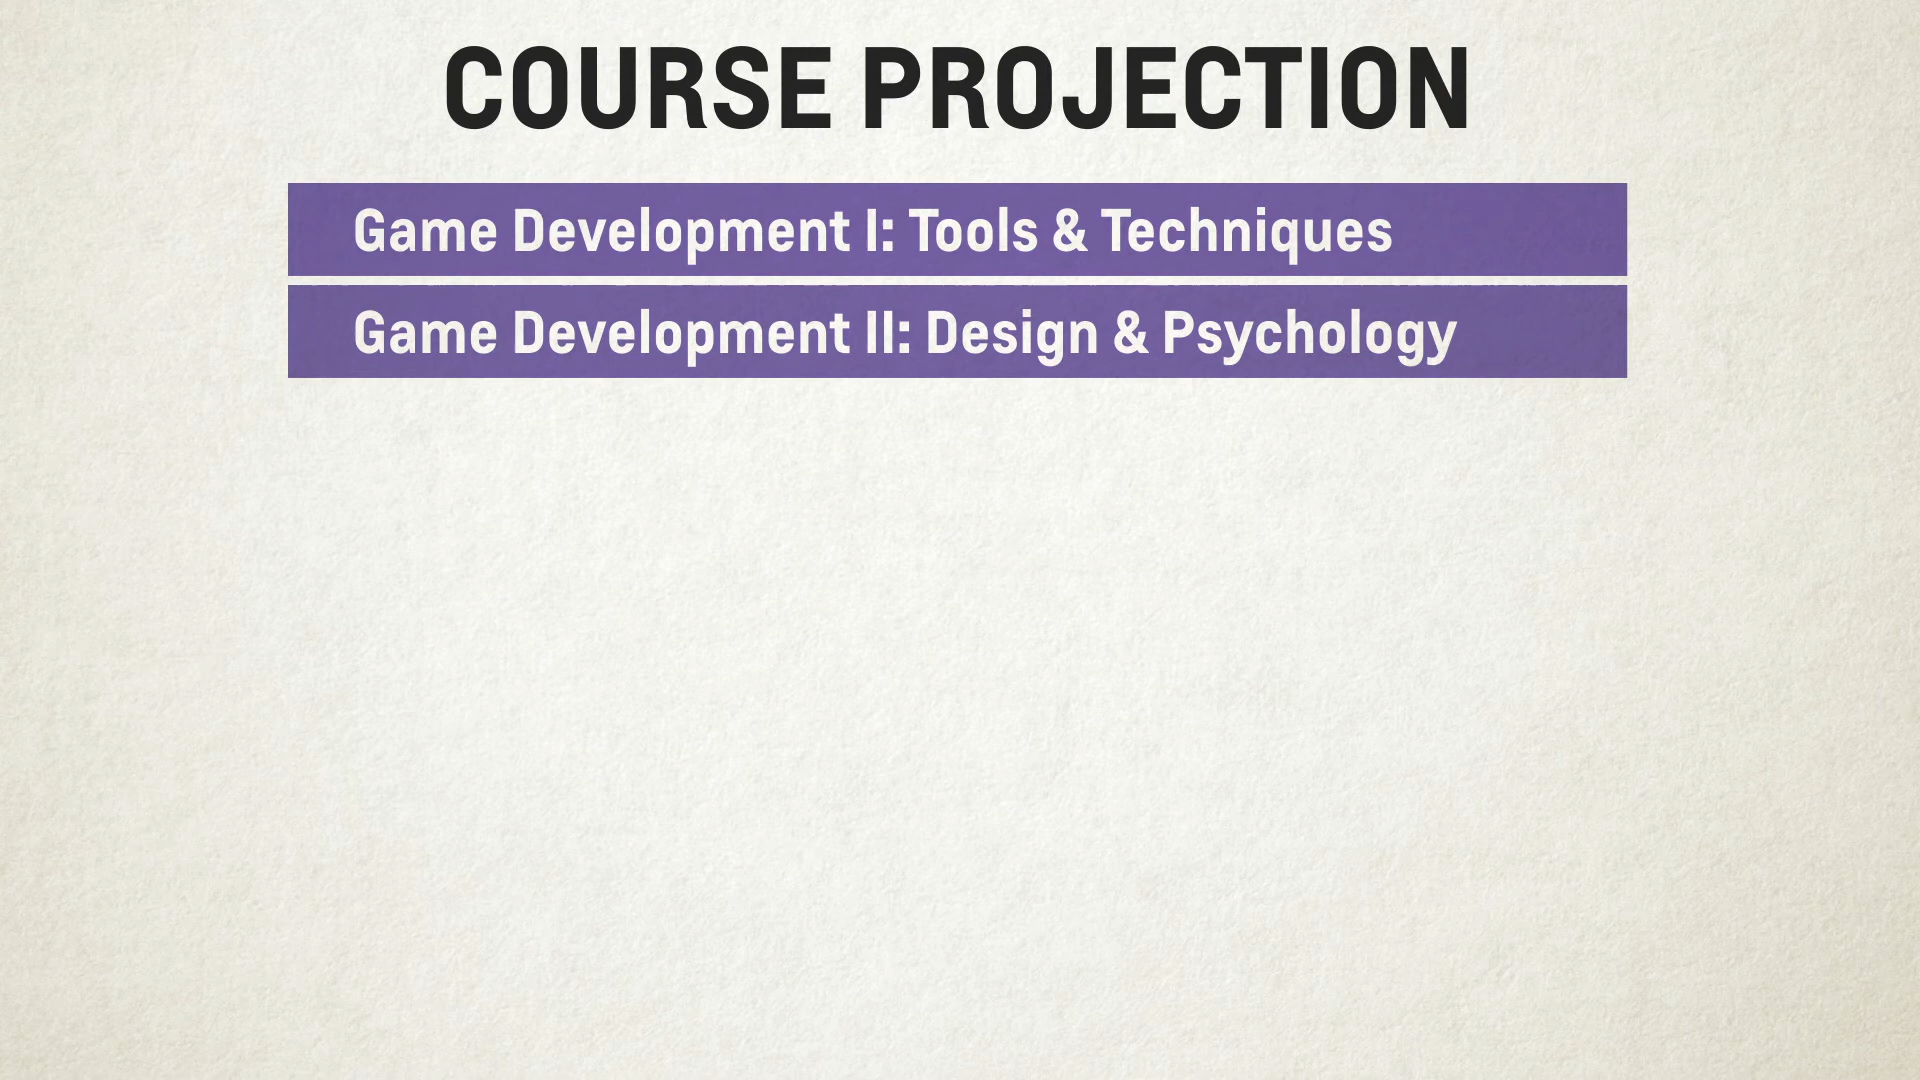 COURSE PROJECTION
Game Development I: Tools & Techniques
Game Development II: Design & Psychology